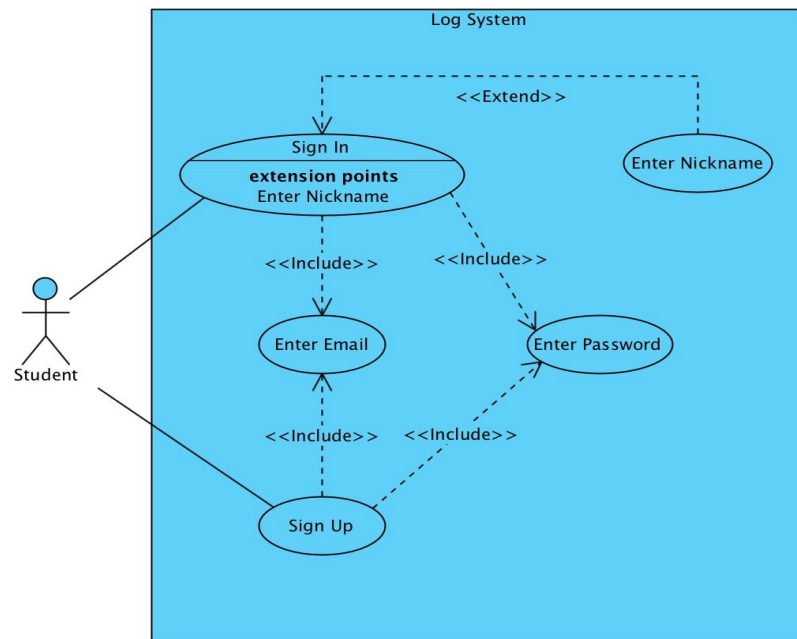 Log System
<<Extend>>
Sign In
extension points
Enter Nickname
Enter Nickname
<<Include>>
<<Include>>
Enter Email
Enter Password
Student
<<Include>>
<<Include>>
Sign Up